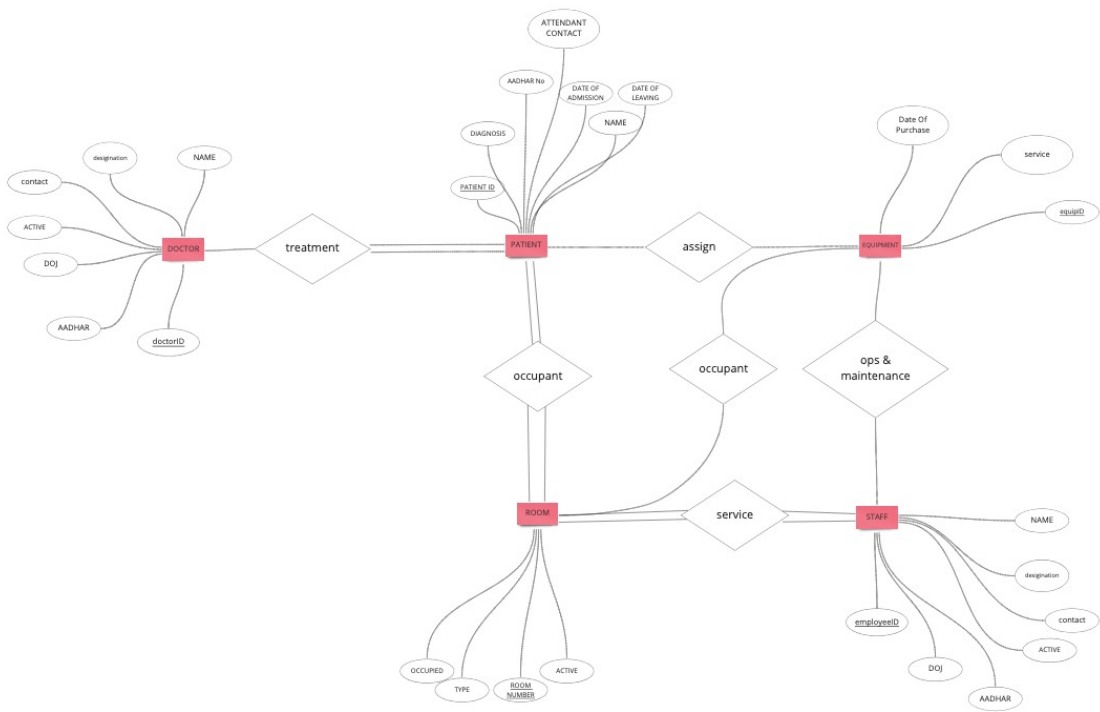 ATTENDANT
CONTACT
AADHAR No
DATE OF
ADMISSION
DATE OF
LEAVING
NAME
DIAGNOSIS
PATIENT ID
Date Of
Purchase
service
equipID
desigination
NAME
contact
ACTIVE
DOJ
AADHAR
doctorID
DOCTOR
treatment
PATIENT
assign
EQUIPMENT
occupant
occupant
ops &
maintenance
ROOM
service
STAFF
NAME
desigination
contact
ACTIVE
employeeID
DOJ
AADHAR
OCCUPIED
TYPE
ROOM
NUMBER
ACTIVE